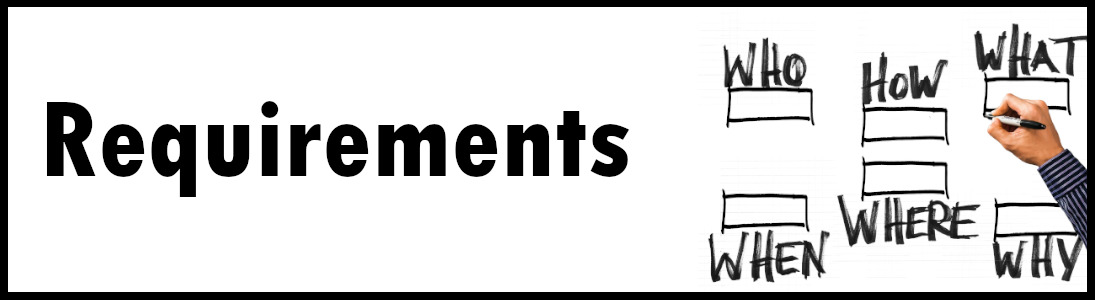 Requirements
WHO
HOW
WHAT
WHEN
WHERE
WHY